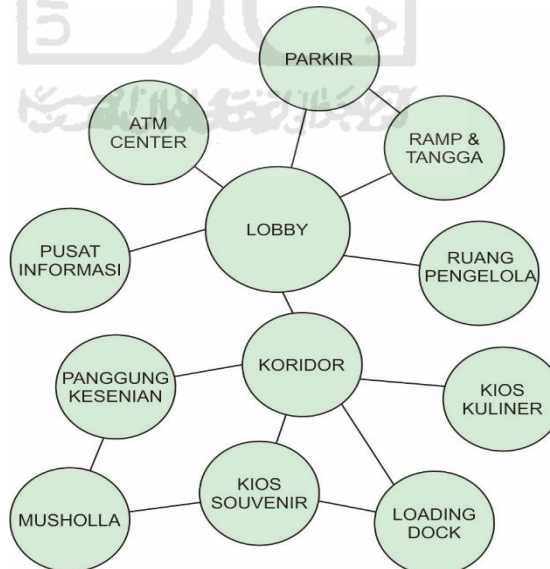 PARKIR
ATM
CENTER
RAMP &
TANGGA
LOBBY
PUSAT
INFORMASI
RUANG
PENGELOLA
KORIDOR
PANGGUNG
KESENIAN
KIOS
KULINER
KIOS
SOUVENIR
MUSHOLLA
LOADING
DOCK